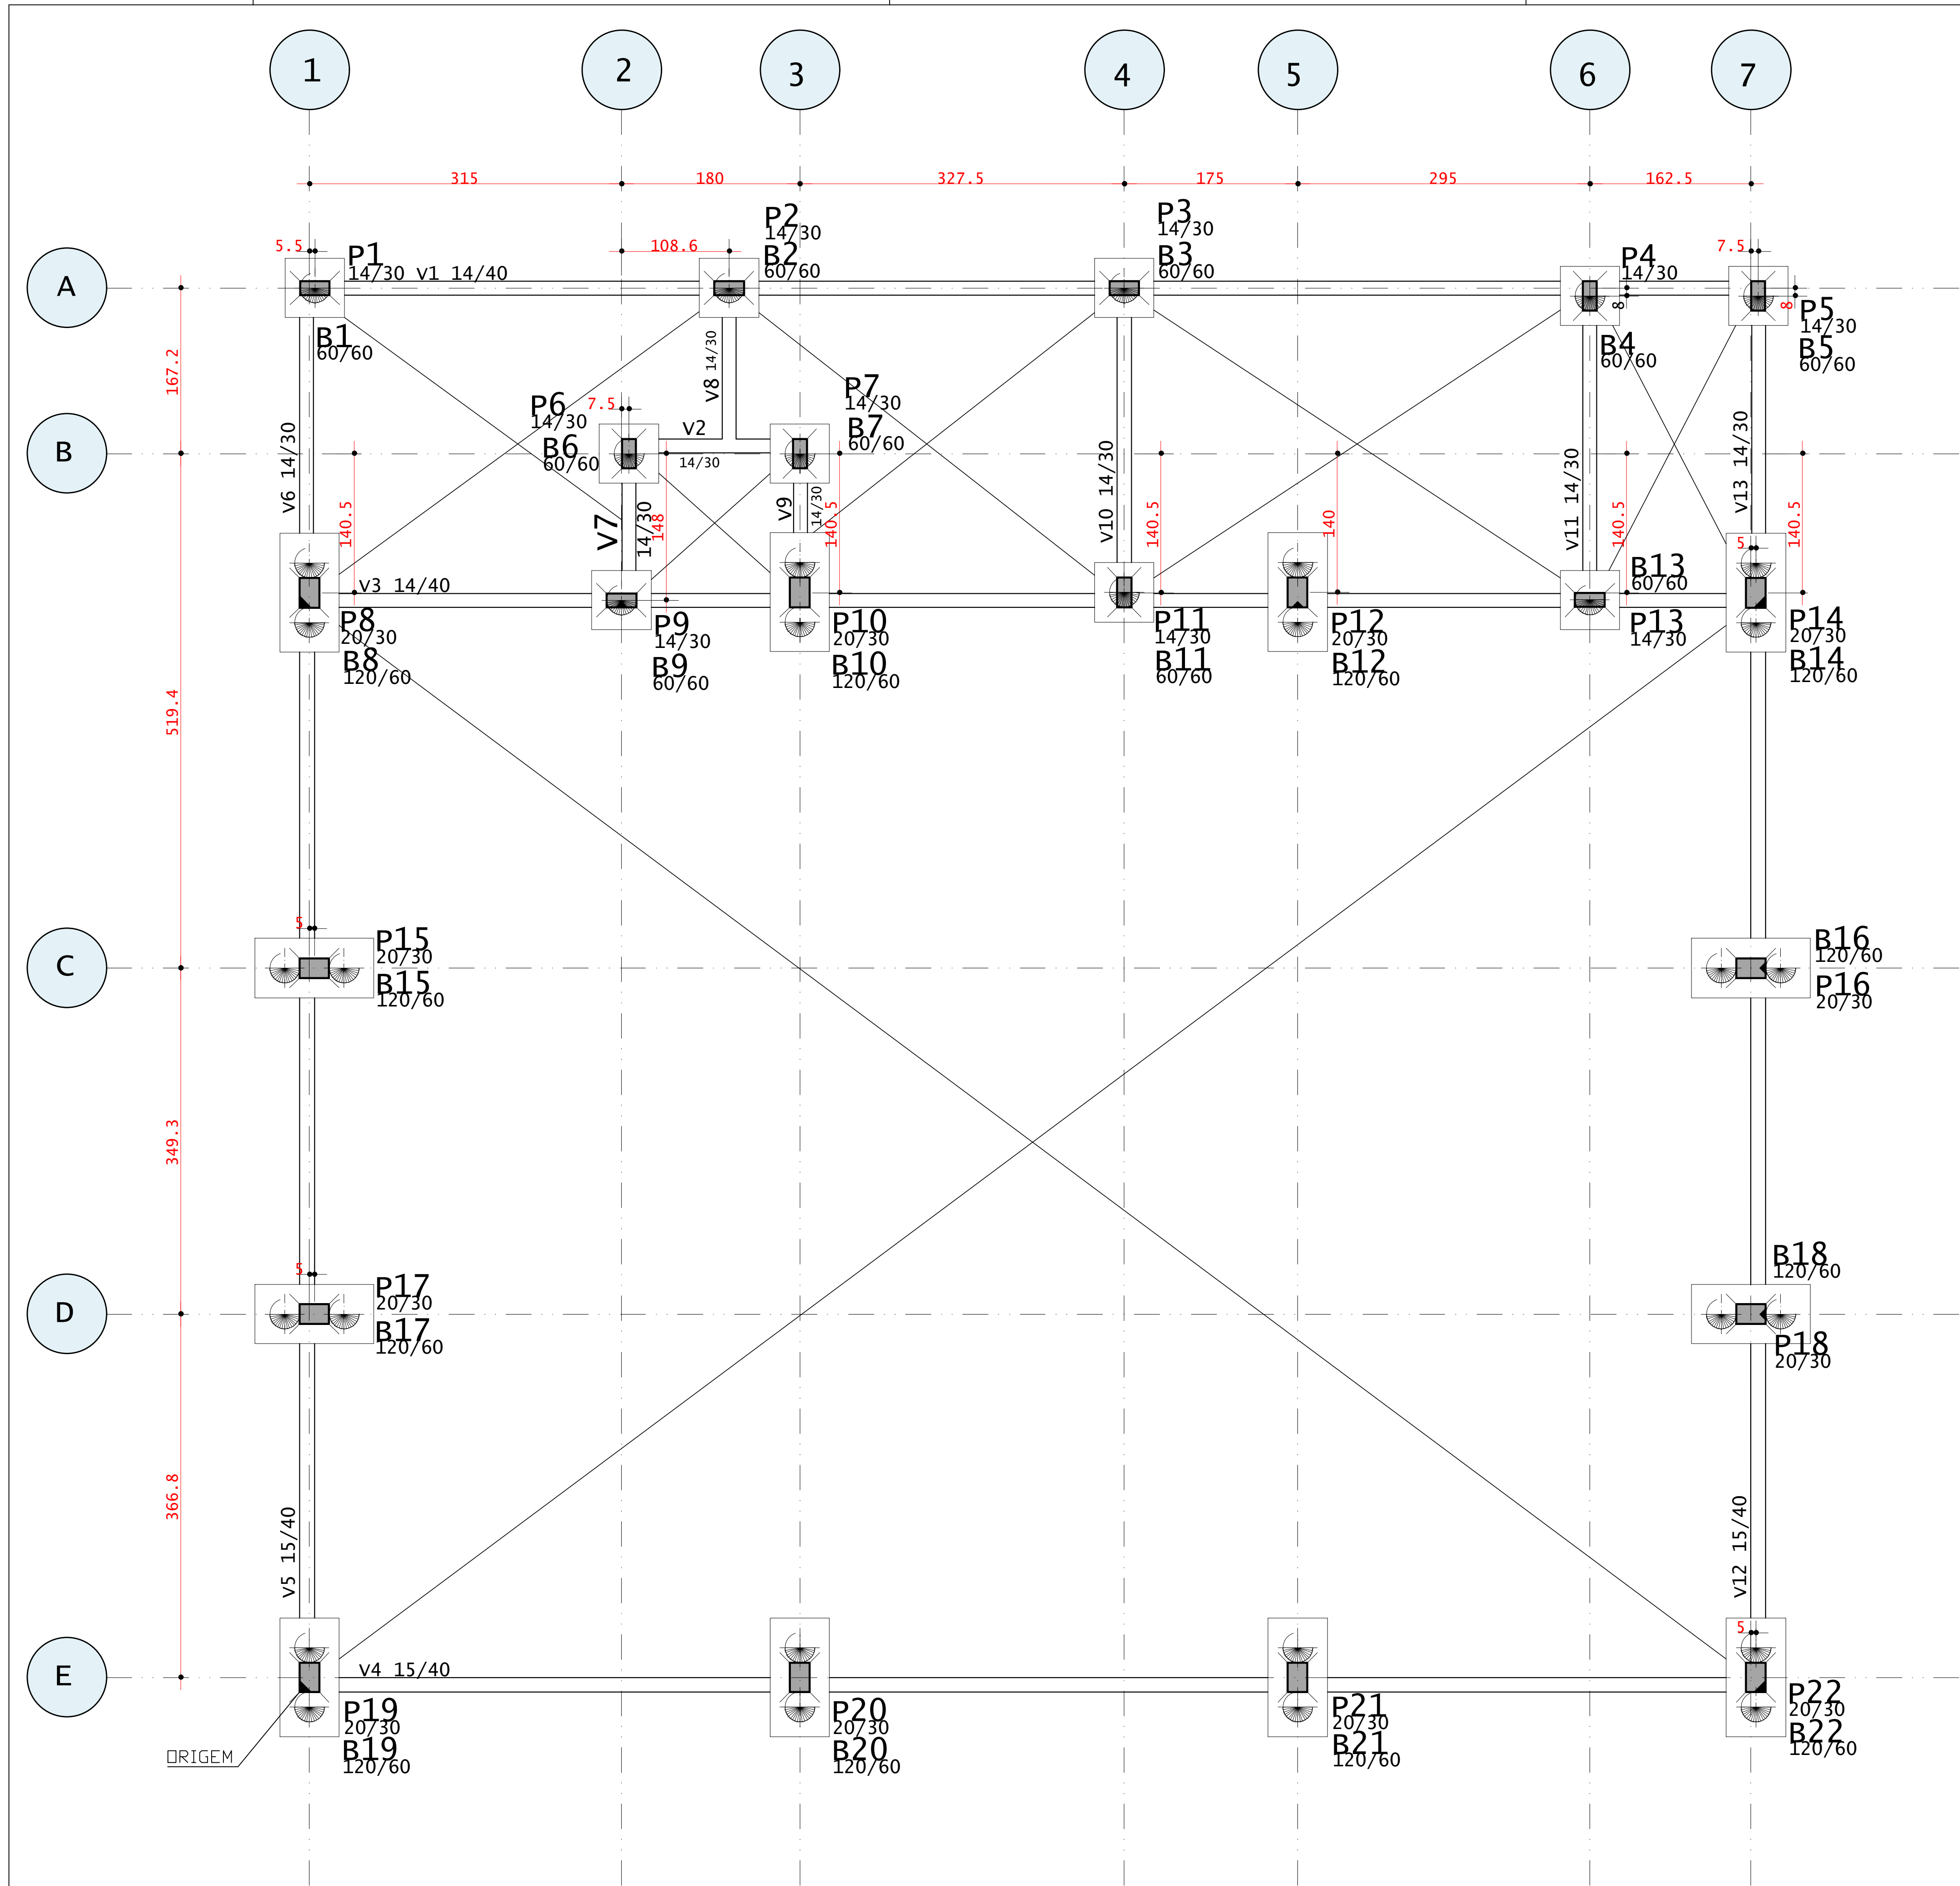 1
2
3
4
5
6
7
315
180
327.5
175
295
162.5
A
B
C
D
E
167.2
519.4
349.3
366.8
5.5
P1
14/30
V1 14/40
B1
60/60
108.6
P2
14/30
B2
60/60
P3
14/30
B3
60/60
P4
14/30
8
B4
60/60
7.5
8
P5
14/30
B5
60/60
V6 14/30
V8 14/30
P6
14/30
7.5
B6
60/60
V2
14/30
P7
14/30
B7
60/60
140.5
V7
14/30
148
V9
14/30
140.5
V10 14/30
140.5
140
V11 14/30
140.5
V13 14/30
140.5
V3 14/40
P8
20/30
B8
120/60
P9
14/30
B9
60/60
P10
20/30
B10
120/60
P11
14/30
B11
60/60
P12
20/30
B12
120/60
B13
60/60
P13
14/30
5
P14
20/30
B14
120/60
5
P15
20/30
B15
120/60
B16
120/60
P16
20/30
5
P17
20/30
B17
120/60
B18
120/60
P18
20/30
V5 15/40
V12 15/40
V4 15/40
5
P19
20/30
B19
120/60
P20
20/30
B20
120/60
P21
20/30
B21
120/60
P22
20/30
B22
120/60
ORIGEM